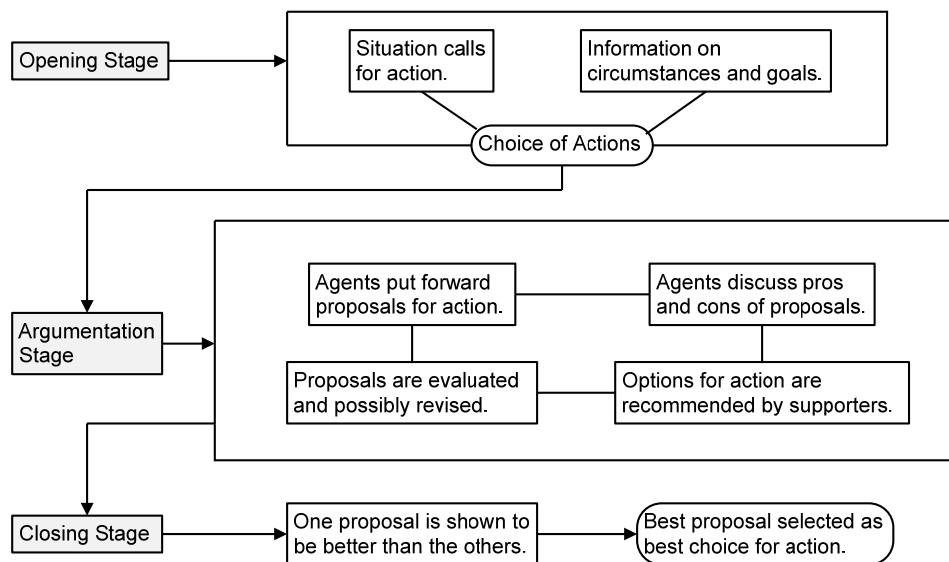 Opening Stage
Situation calls
for action.
Information on
circumstances and goals.
Choice of Actions
Argumentation
Stage
Agents put forward
proposals for action.
Agents discuss pros
and cons of proposals.
Proposals are evaluated
and possibly revised.
Options for action are
recommended by supporters.
Closing Stage
One proposal is shown to
be better than the others.
Best proposal selected as
best choice for action.